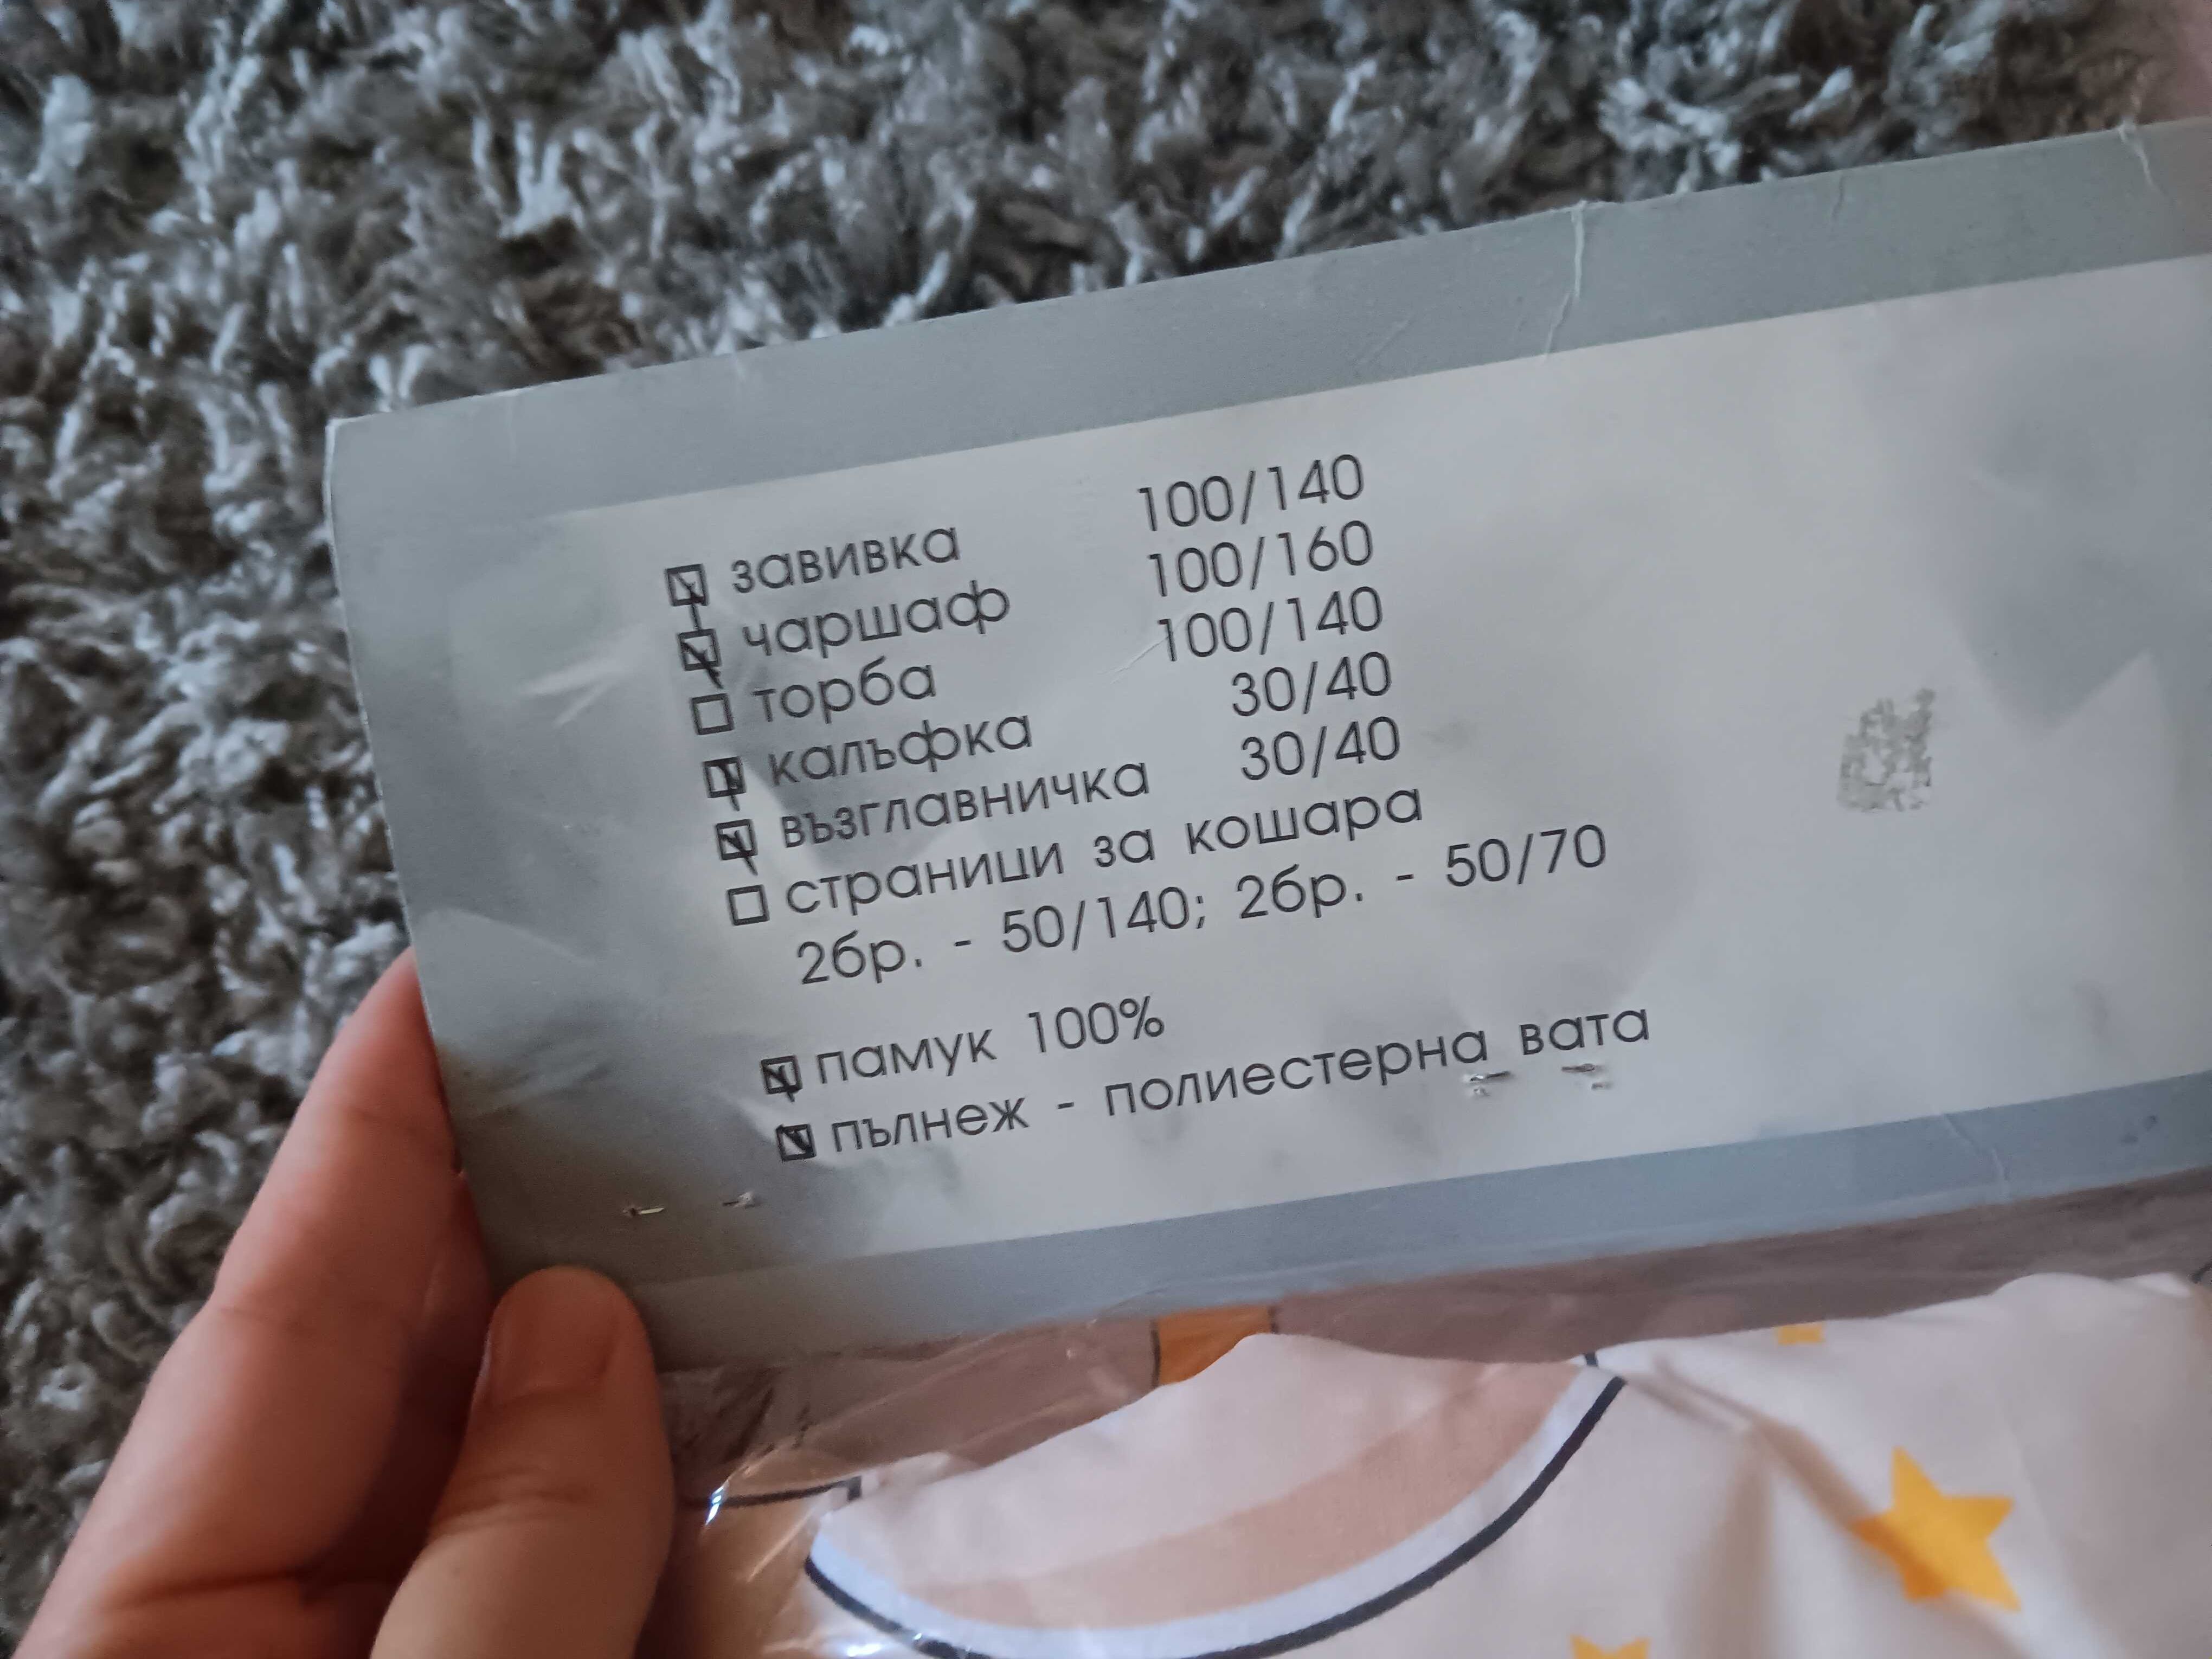 ☑ завивка 100/140
☑ чаршаф 100/160
☐ торба 100/140
☑ калъфка 30/40
☑ възглавничка 30/40
☐ страници за кошара
2бр. - 50/140; 2бр. - 50/70
☑ памук 100%
☑ пълнеж - полиестерна вата